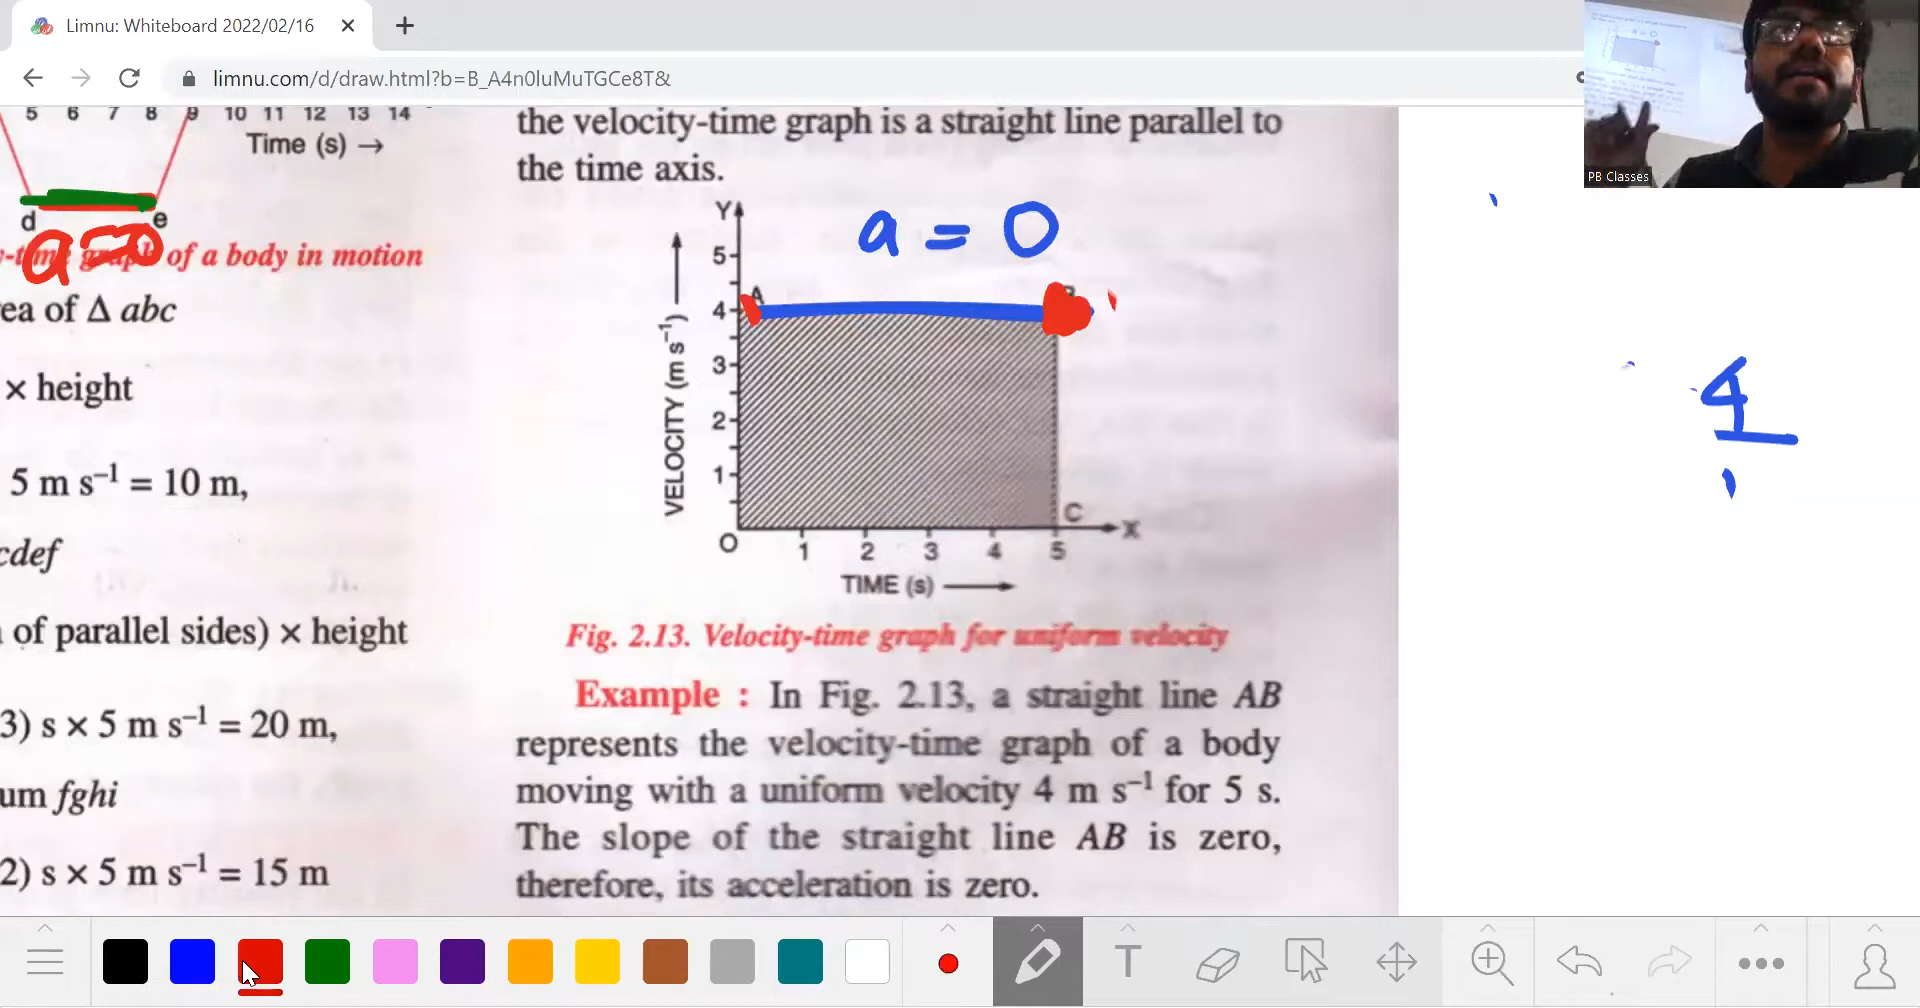 Limnu: Whiteboard 2022/02/16
limnu.com/d/draw.html?b=B_A4n0luMuTGCe8T&
PB Classes
5 6 7 8 9 10 11 12 13 14
Time (s) →
d e
a=0
graph of a body in motion
ea of Δ abc
× height
5 m s⁻¹ = 10 m,
cdef
of parallel sides) × height
3) s × 5 m s⁻¹ = 20 m,
um fghi
2) s × 5 m s⁻¹ = 15 m
the velocity-time graph is a straight line parallel to
the time axis.
Y
a = 0
A
5
4
3
2
1
VELOCITY (m s⁻¹)
C
X
O 1 2 3 4 5
TIME (s)
Fig. 2.13. Velocity-time graph for uniform velocity
Example : In Fig. 2.13, a straight line AB
represents the velocity-time graph of a body
moving with a uniform velocity 4 m s⁻¹ for 5 s.
The slope of the straight line AB is zero,
therefore, its acceleration is zero.
4
T